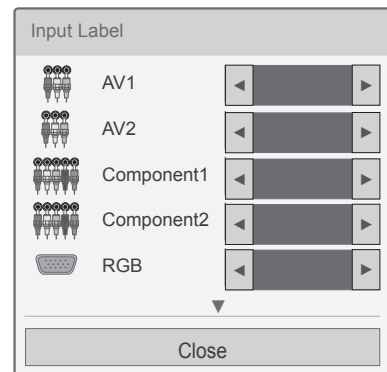 Input Label
AV1
AV2
Component1
Component2
RGB
Close